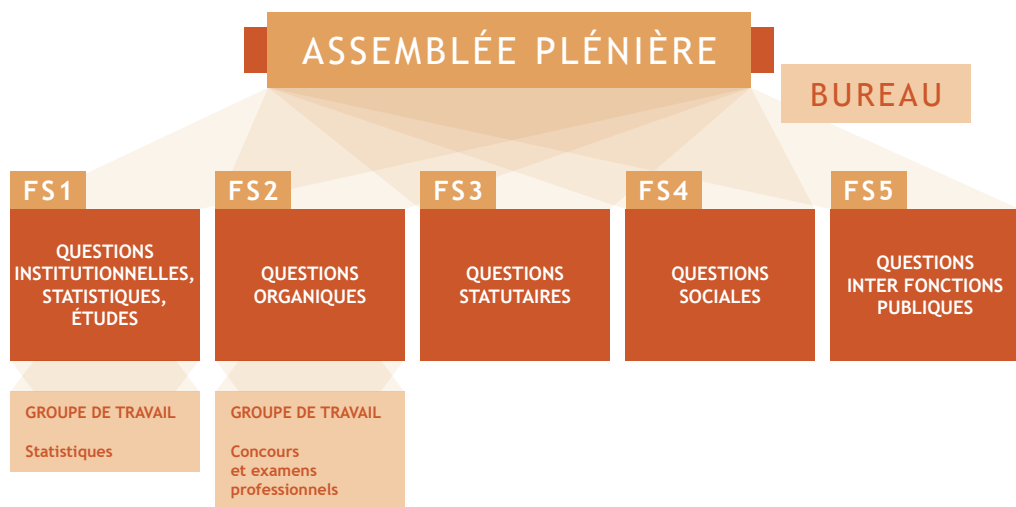 ASSEMBLÉE PLÉNIÈRE
BUREAU
FS1
QUESTIONS
INSTITUTIONNELLES,
STATISTIQUES,
ÉTUDES
FS2
QUESTIONS
ORGANIQUES
FS3
QUESTIONS
STATUTAIRES
FS4
QUESTIONS
SOCIALES
FS5
QUESTIONS
INTER FONCTIONS
PUBLIQUES
GROUPE DE TRAVAIL
Statistiques
GROUPE DE TRAVAIL
Concours
et examens
professionnels